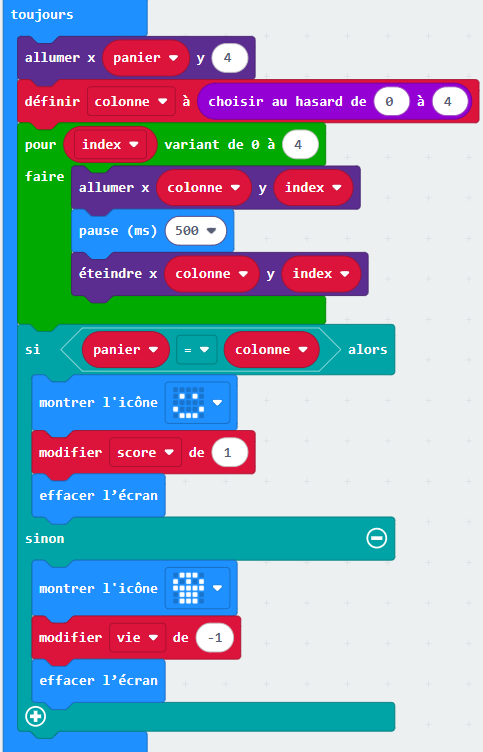 toujours
allumer x panier y 4
définir colonne à choisir au hasard de 0 à 4
pour index variant de 0 à 4
faire
allumer x colonne y index
pause (ms) 500
éteindre x colonne y index
si panier = colonne alors
montrer l'icône
modifier score de 1
effacer l’écran
sinon
montrer l'icône
modifier vie de -1
effacer l’écran